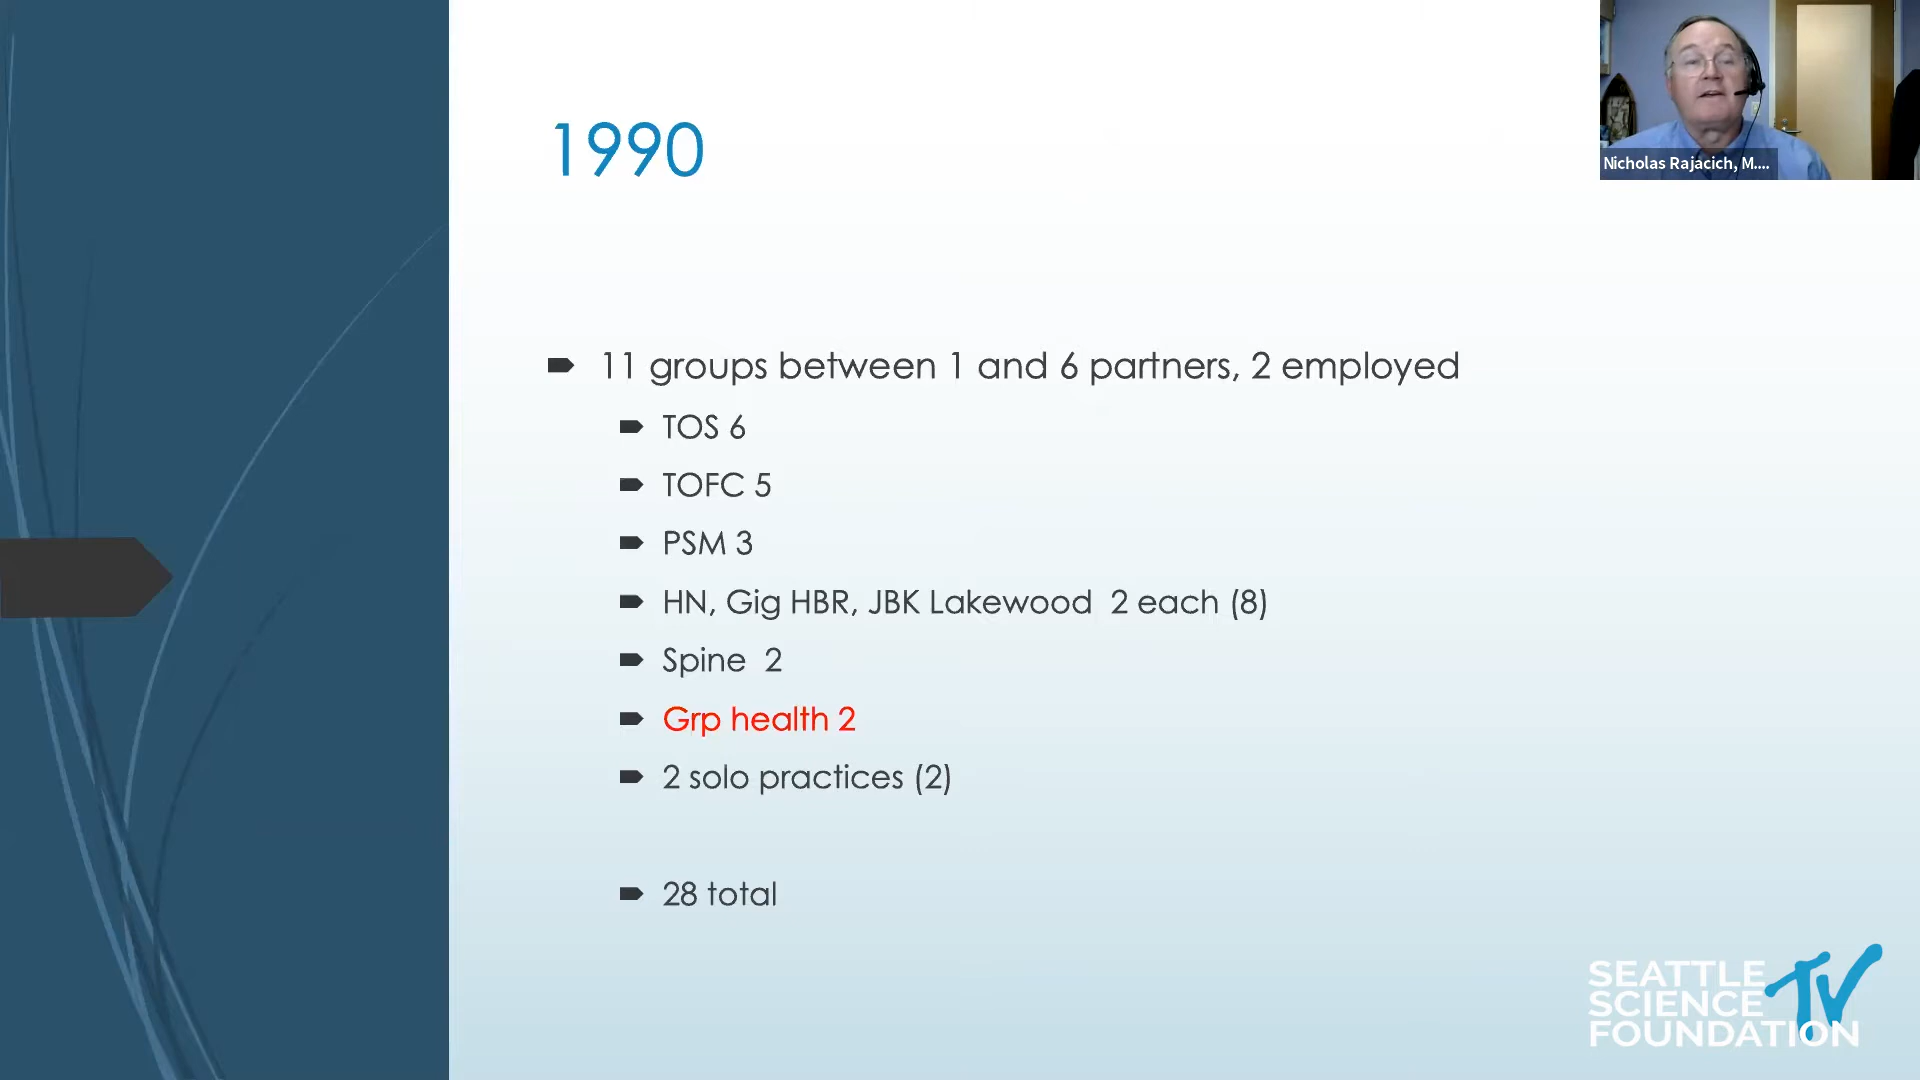 1990
11 groups between 1 and 6 partners, 2 employed
TOS 6
TOFC 5
PSM 3
HN, Gig HBR, JBK Lakewood 2 each (8)
Spine 2
Grp health 2
2 solo practices (2)
28 total
Nicholas Rajacich, M....
SEATTLE
SCIENCE
FOUNDATION
TV